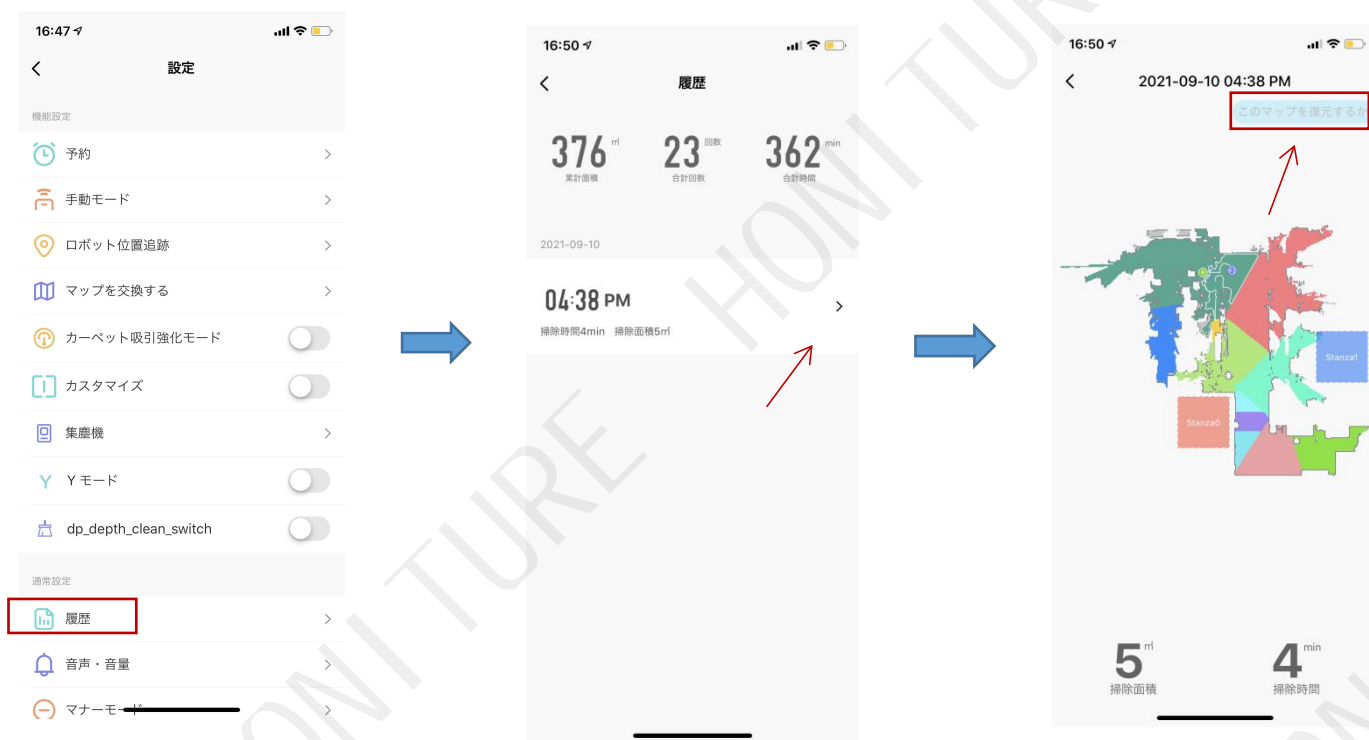 16:47
設定
機能設定
予約
手動モード
ロボット位置追跡
マップを交換する
カーペット吸引強化モード
カスタマイズ
集塵機
Y モード
dp_depth_clean_switch
通常設定
履歴
音声・音量
マナーモード
16:50
履歴
376 ㎡
累計面積
23 回数
合計回数
362 min
合計時間
2021-09-10
04:38 PM
掃除時間4min 掃除面積5㎡
16:50
2021-09-10 04:38 PM
このマップを復元するか
Stanza1
Stanza0
5 ㎡
掃除面積
4 min
掃除時間
HONITURE
HONITURE
HONITURE